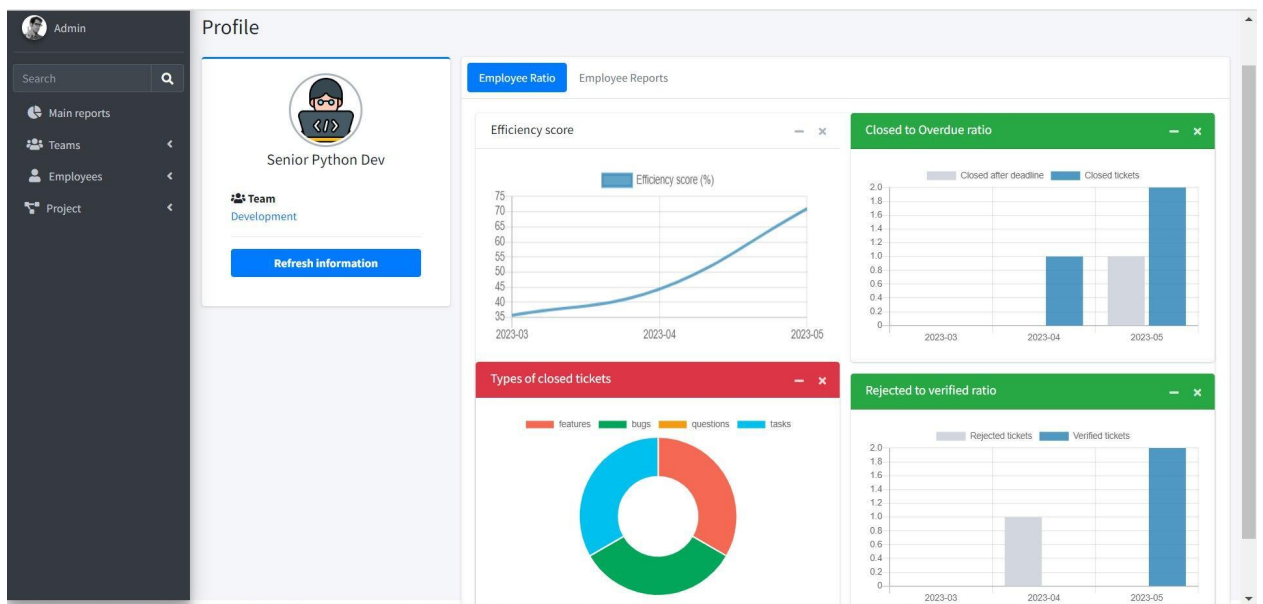 Admin
Search
Main reports
Teams
Employees
Project
Profile
</>
Senior Python Dev
Team
Development
Refresh information
Employee Ratio Employee Reports
Efficiency score
Efficiency score (%)
75
70
65
60
55
50
45
40
35
2023-03 2023-04 2023-05
Closed to Overdue ratio
Closed after deadline Closed tickets
2.0
1.8
1.6
1.4
1.2
1.0
0.8
0.6
0.4
0.2
0
2023-03 2023-04 2023-05
Types of closed tickets
features bugs questions tasks
Rejected to verified ratio
Rejected tickets Verified tickets
2.0
1.8
1.6
1.4
1.2
1.0
0.8
0.6
0.4
0.2
0
2023-03 2023-04 2023-05